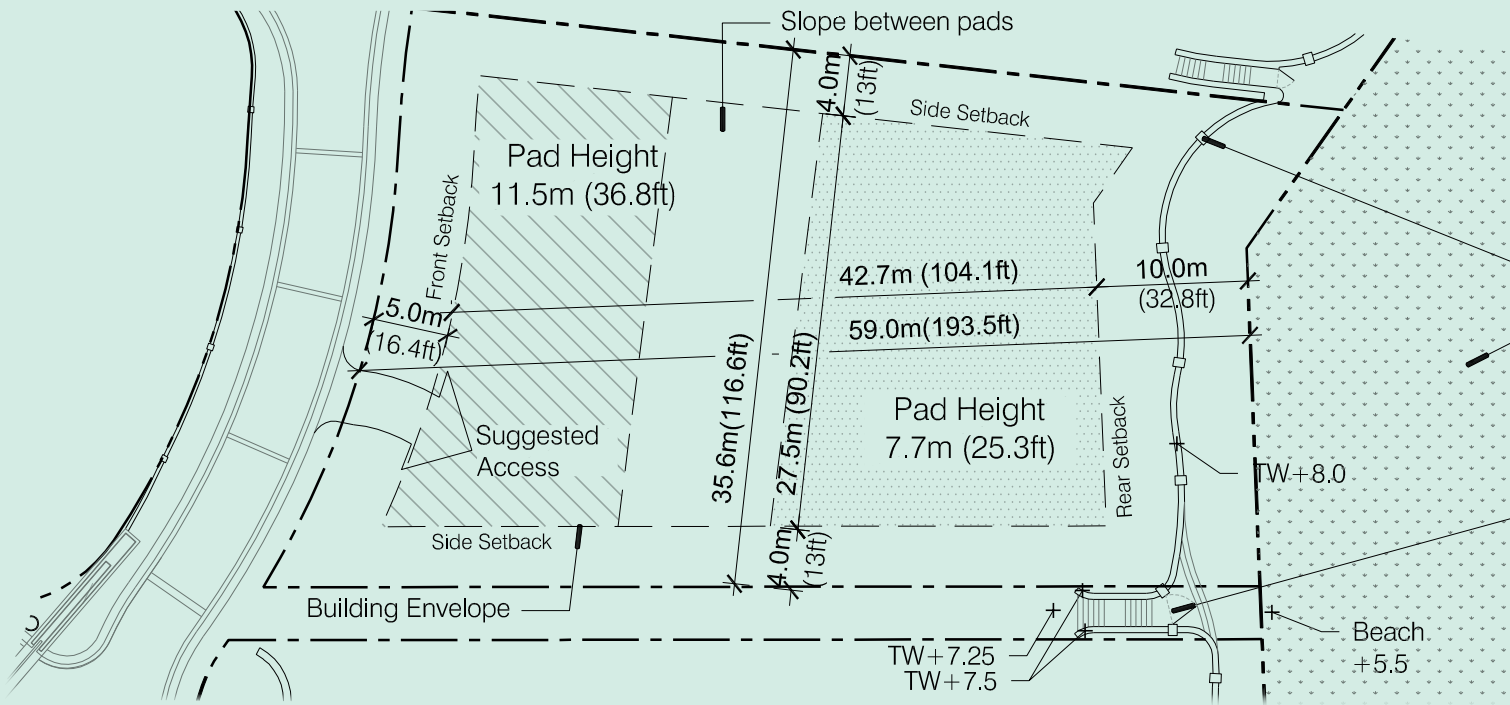 Slope between pads
4.0m
(13ft)
Side Setback
Pad Height
11.5m (36.8ft)
Front Setback
42.7m (104.1ft)
10.0m
(32.8ft)
5.0m
(16.4ft)
59.0m(193.5ft)
35.6m(116.6ft)
27.5m (90.2ft)
Pad Height
7.7m (25.3ft)
Rear Setback
Suggested
Access
TW+8.0
Side Setback
4.0m
(13ft)
Building Envelope
TW+7.25
TW+7.5
Beach
+5.5